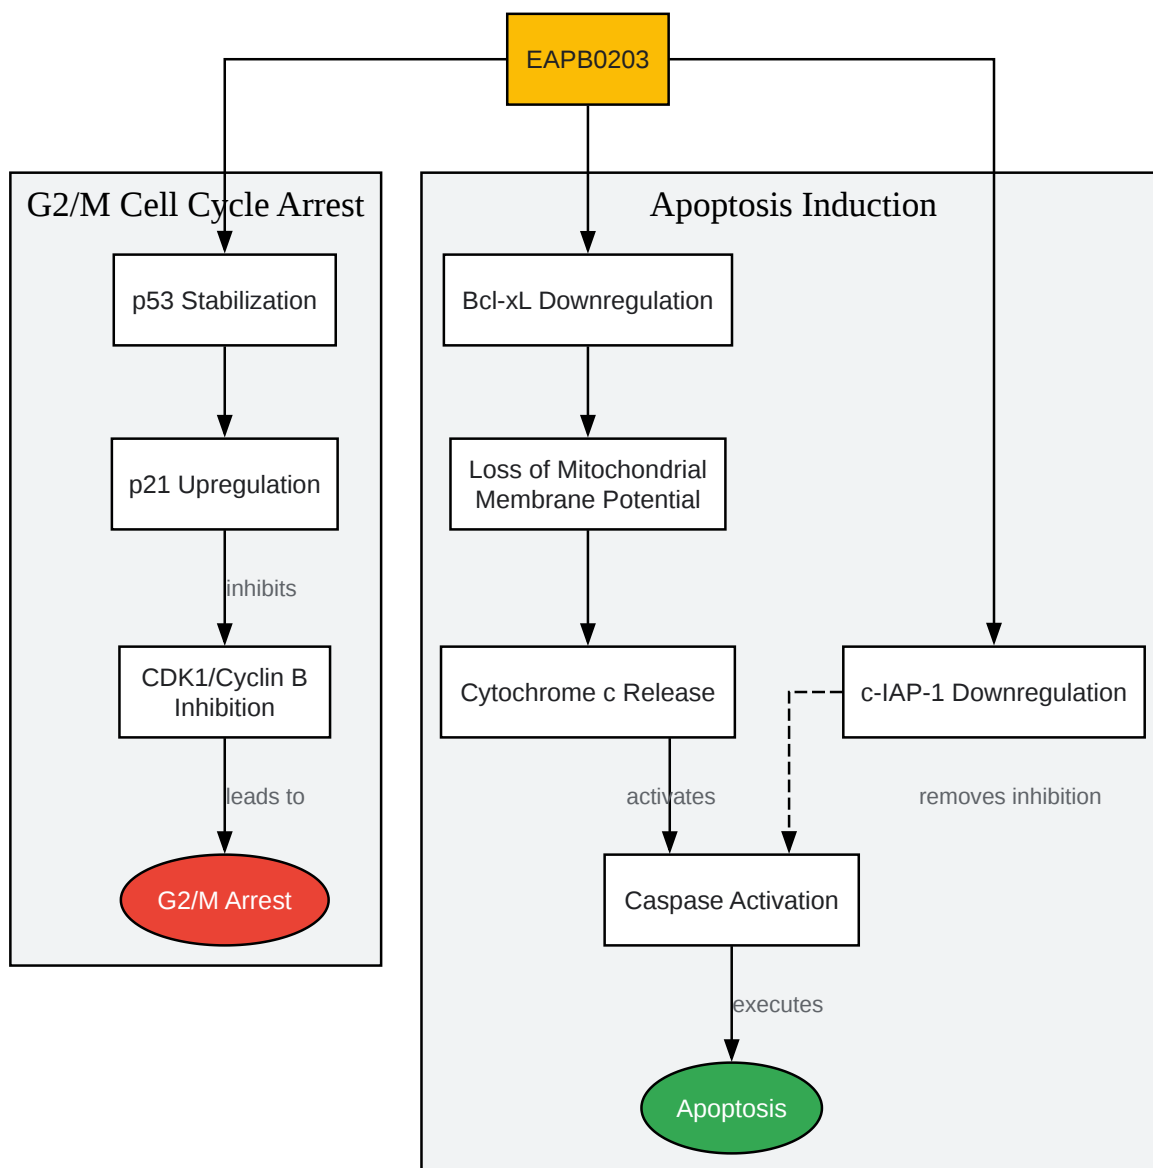 EAPB0203
G2/M Cell Cycle Arrest
p53 Stabilization
p21 Upregulation
inhibits
CDK1/Cyclin B
Inhibition
leads to
G2/M Arrest
Apoptosis Induction
Bcl-xL Downregulation
Loss of Mitochondrial
Membrane Potential
Cytochrome c Release
c-IAP-1 Downregulation
activates
removes inhibition
Caspase Activation
executes
Apoptosis